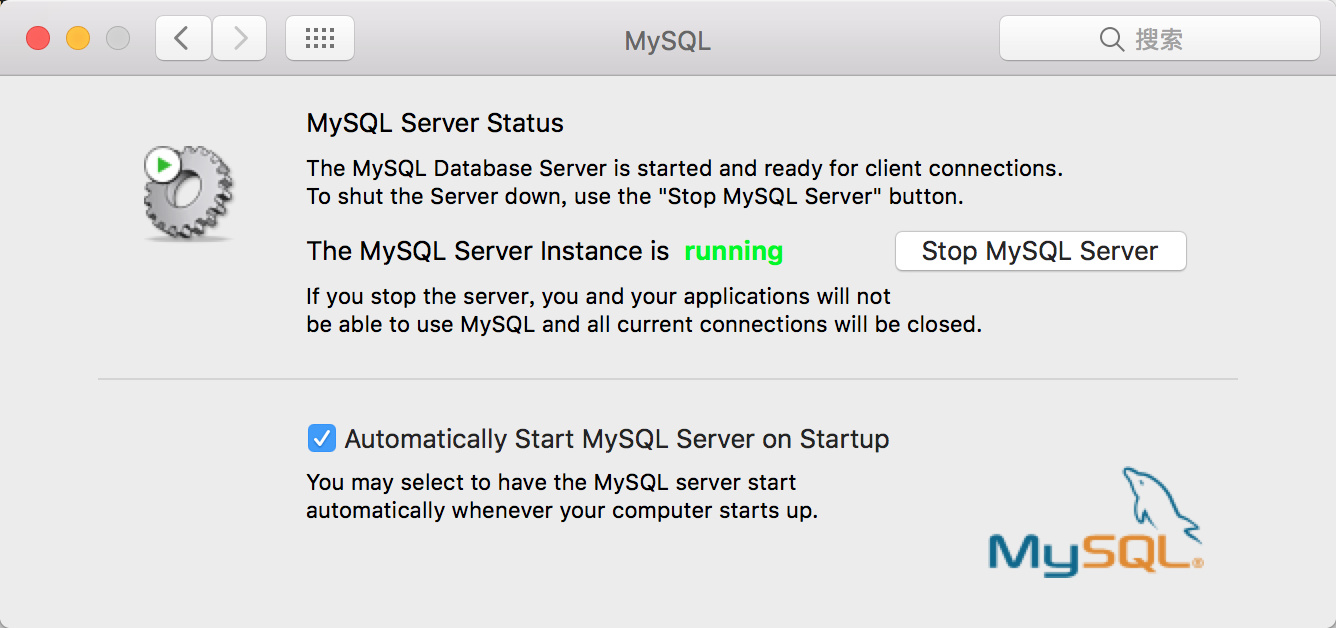 MySQL
搜索
MySQL Server Status
The MySQL Database Server is started and ready for client connections.
To shut the Server down, use the "Stop MySQL Server" button.
The MySQL Server Instance is running
Stop MySQL Server
If you stop the server, you and your applications will not
be able to use MySQL and all current connections will be closed.
Automatically Start MySQL Server on Startup
You may select to have the MySQL server start
automatically whenever your computer starts up.
MySQL®